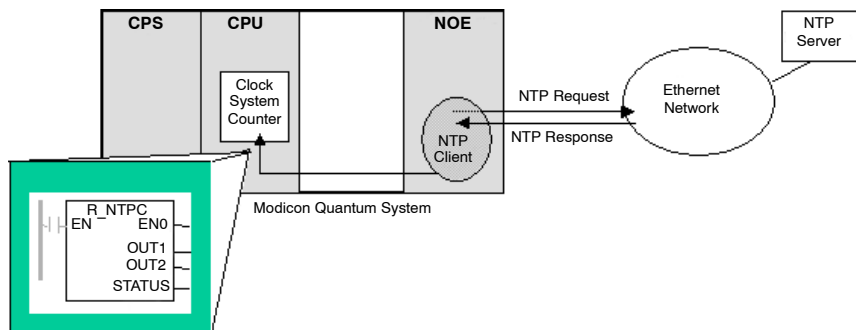 CPS
CPU
NOE
NTP
Server
Clock
System
Counter
NTP Request
Ethernet
Network
NTP Response
NTP
Client
Modicon Quantum System
R_NTPC
EN
EN0
OUT1
OUT2
STATUS